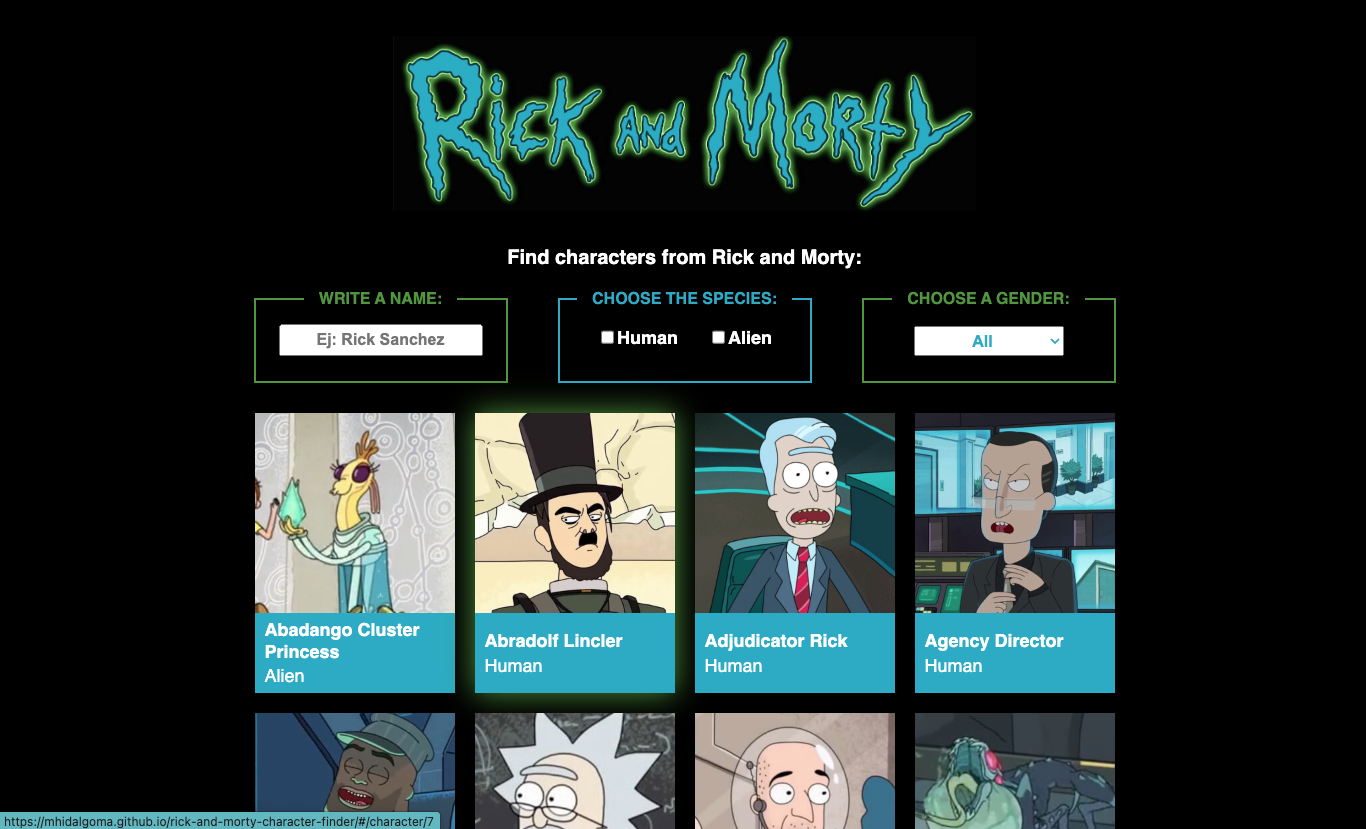 Rick and Morty
Find characters from Rick and Morty:
WRITE A NAME:
Ej: Rick Sanchez
CHOOSE THE SPECIES:
Human
Alien
CHOOSE A GENDER:
All
Abadango Cluster
Princess
Alien
Abradolf Lincler
Human
Adjudicator Rick
Human
Agency Director
Human
https://mhidalgoma.github.io/rick-and-morty-character-finder/#/character/7